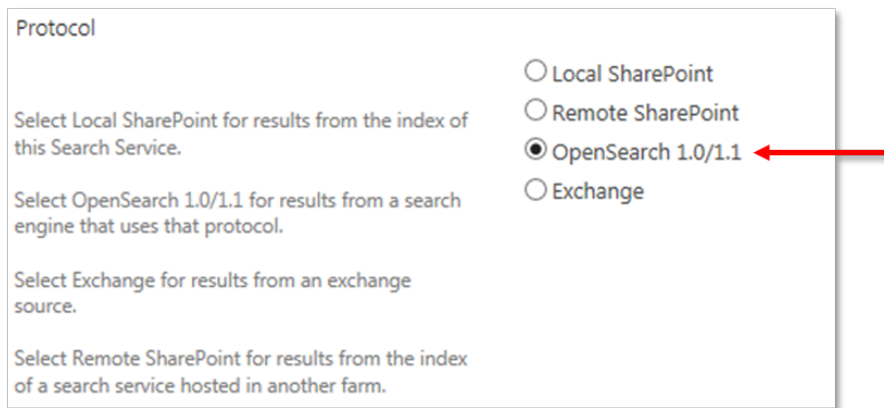 Protocol
Local SharePoint
Remote SharePoint
OpenSearch 1.0/1.1
Exchange
Select Local SharePoint for results from the index of
this Search Service.
Select OpenSearch 1.0/1.1 for results from a search
engine that uses that protocol.
Select Exchange for results from an exchange
source.
Select Remote SharePoint for results from the index
of a search service hosted in another farm.